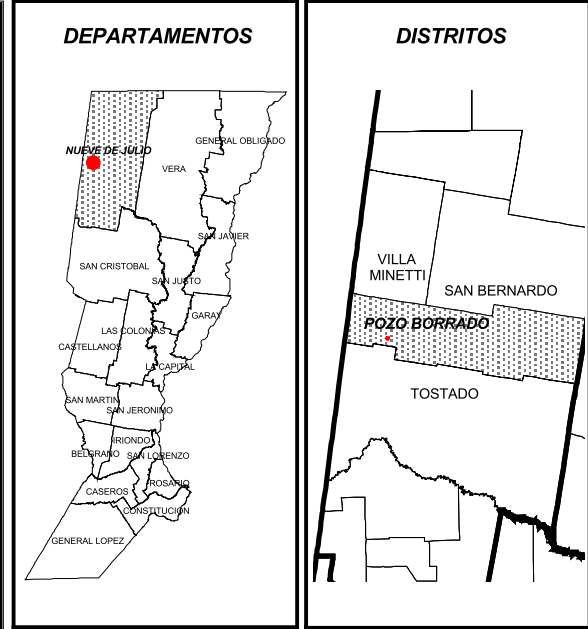 DEPARTAMENTOS
NUEVE DE JULIO
GENERAL OBLIGADO
VERA
SAN JAVIER
SAN CRISTOBAL
SAN JUSTO
GARAY
LAS COLONIAS
CASTELLANOS
LA CAPITAL
SAN MARTIN
SAN JERONIMO
IRIONDO
BELGRANO
SAN LORENZO
ROSARIO
CASEROS
CONSTITUCIÓN
GENERAL LOPEZ
DISTRITOS
VILLA
MINETTI
SAN BERNARDO
POZO BORRADO
TOSTADO